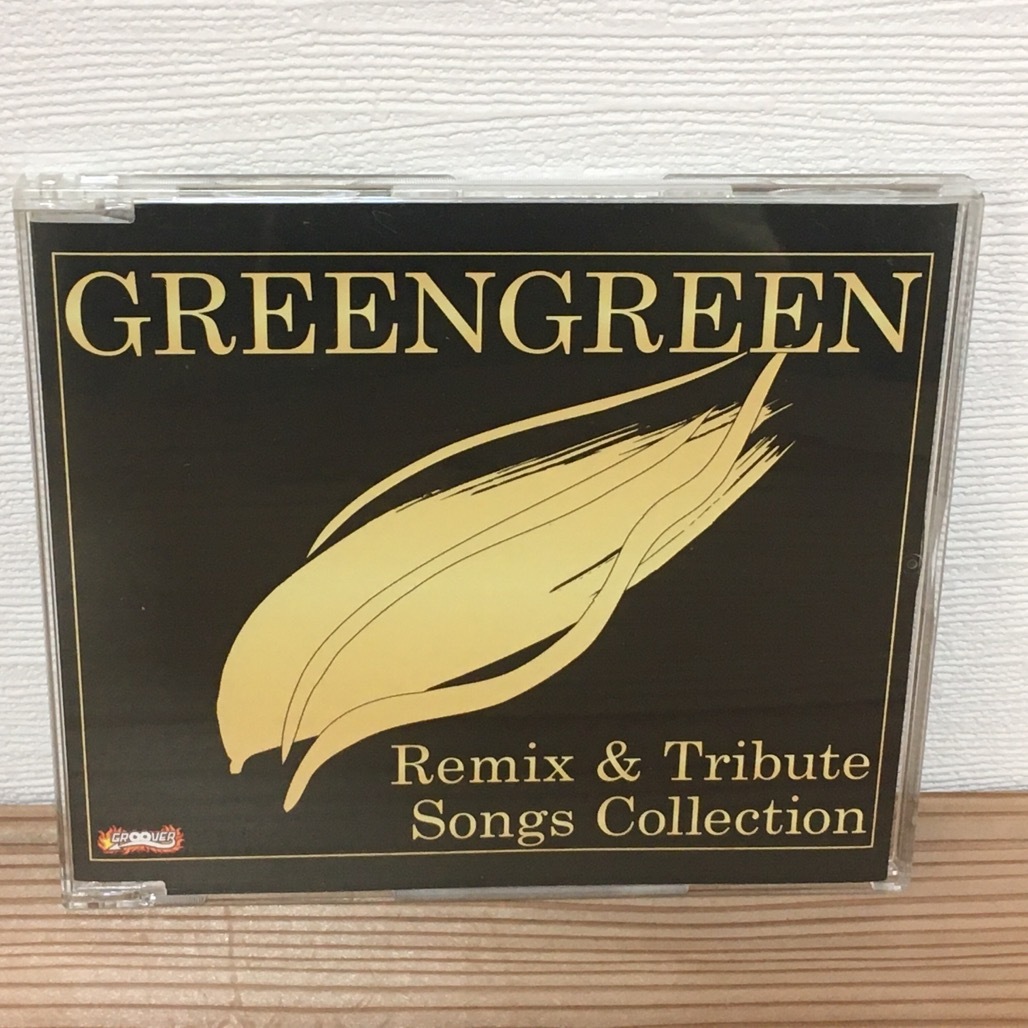 GREENGREEN
Remix & Tribute
Songs Collection
GROOVER